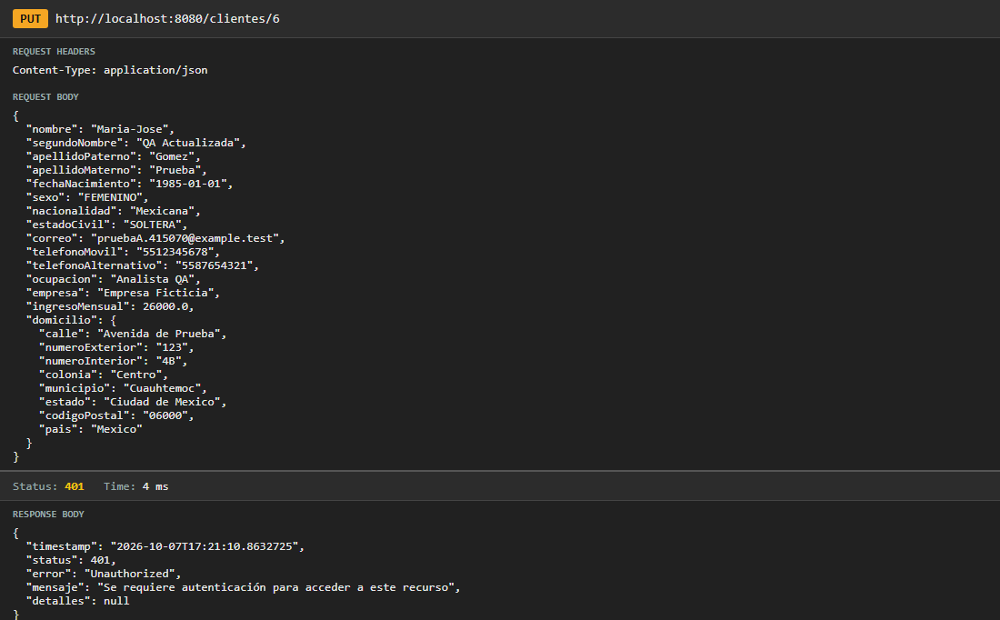 PUT http://localhost:8080/clientes/6
REQUEST HEADERS
Content-Type: application/json
REQUEST BODY
{
  "nombre": "Maria-Jose",
  "segundoNombre": "QA Actualizada",
  "apellidoPaterno": "Gomez",
  "apellidoMaterno": "Prueba",
  "fechaNacimiento": "1985-01-01",
  "sexo": "FEMENINO",
  "nacionalidad": "Mexicana",
  "estadoCivil": "SOLTERA",
  "correo": "pruebaA.415070@example.test",
  "telefonoMovil": "5512345678",
  "telefonoAlternativo": "5587654321",
  "ocupacion": "Analista QA",
  "empresa": "Empresa Ficticia",
  "ingresoMensual": 26000.0,
  "domicilio": {
    "calle": "Avenida de Prueba",
    "numeroExterior": "123",
    "numeroInterior": "4B",
    "colonia": "Centro",
    "municipio": "Cuauhtemoc",
    "estado": "Ciudad de Mexico",
    "codigoPostal": "06000",
    "pais": "Mexico"
  }
}
Status: 401 Time: 4 ms
RESPONSE BODY
{
  "timestamp": "2026-10-07T17:21:10.8632725",
  "status": 401,
  "error": "Unauthorized",
  "mensaje": "Se requiere autenticación para acceder a este recurso",
  "detalles": null
}